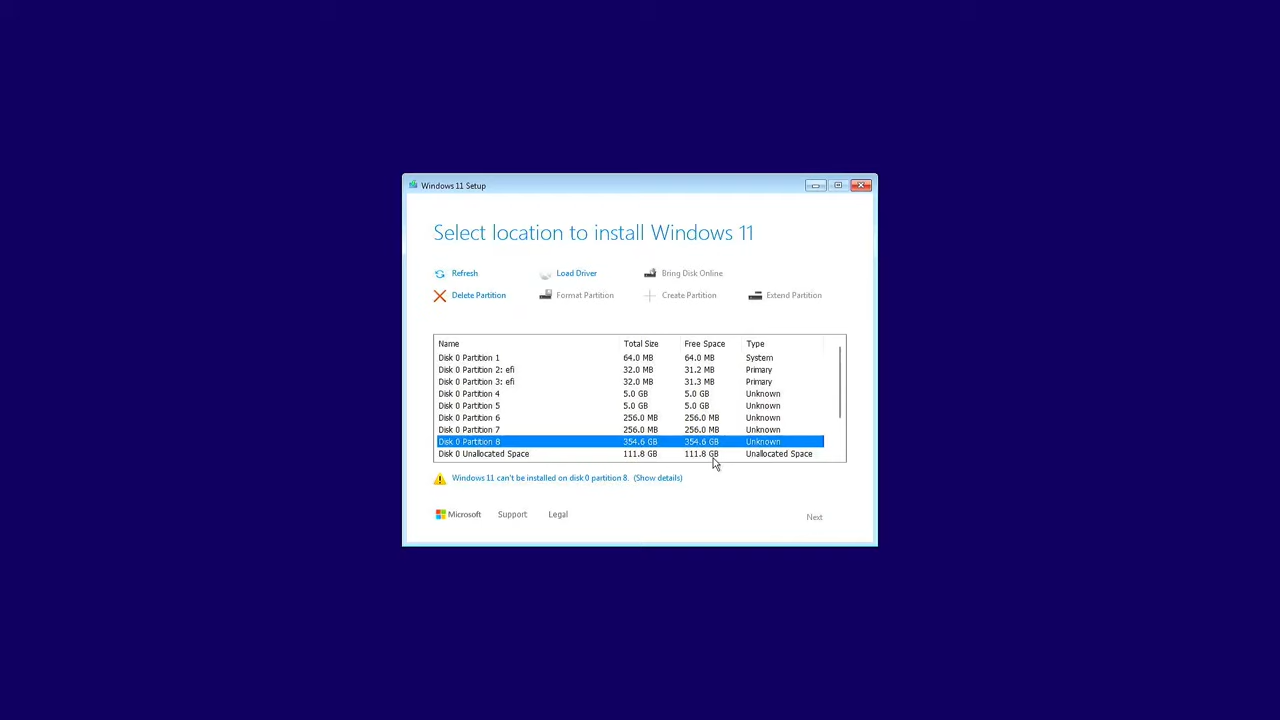 Windows 11 Setup
Select location to install Windows 11
Refresh Load Driver Bring Disk Online
Delete Partition Format Partition Create Partition Extend Partition
Name Total Size Free Space Type
Disk 0 Partition 1 64.0 MB 64.0 MB System
Disk 0 Partition 2: efi 32.0 MB 31.2 MB Primary
Disk 0 Partition 3: efi 32.0 MB 31.3 MB Primary
Disk 0 Partition 4 5.0 GB 5.0 GB Unknown
Disk 0 Partition 5 5.0 GB 5.0 GB Unknown
Disk 0 Partition 6 256.0 MB 256.0 MB Unknown
Disk 0 Partition 7 256.0 MB 256.0 MB Unknown
Disk 0 Partition 8 354.6 GB 354.6 GB Unknown
Disk 0 Unallocated Space 111.8 GB 111.8 GB Unallocated Space
Windows 11 can't be installed on disk 0 partition 8. (Show details)
Microsoft Support Legal Next